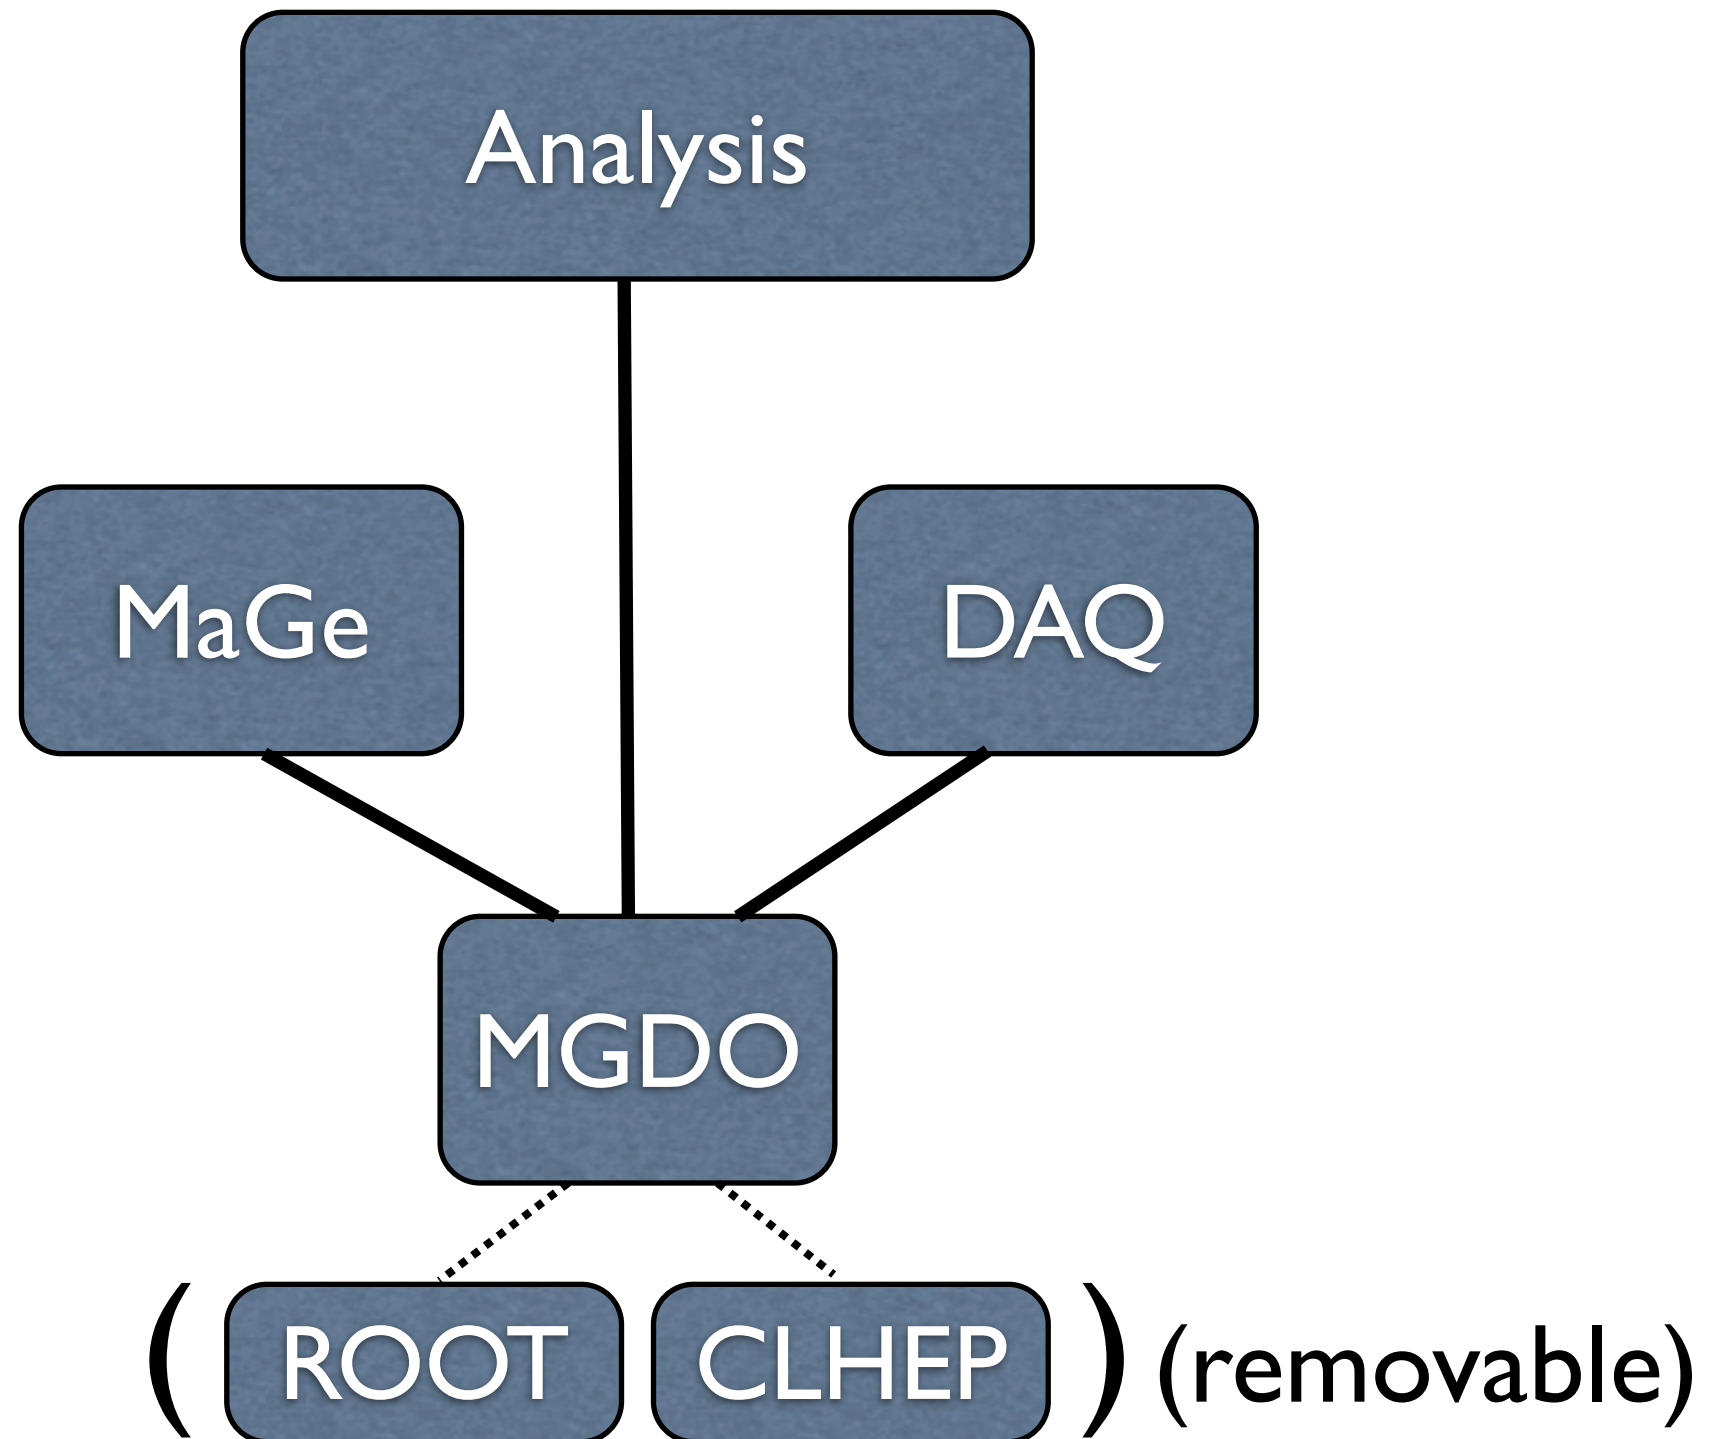 Analysis
MaGe
DAQ
MGDO
( ROOT CLHEP ) (removable)